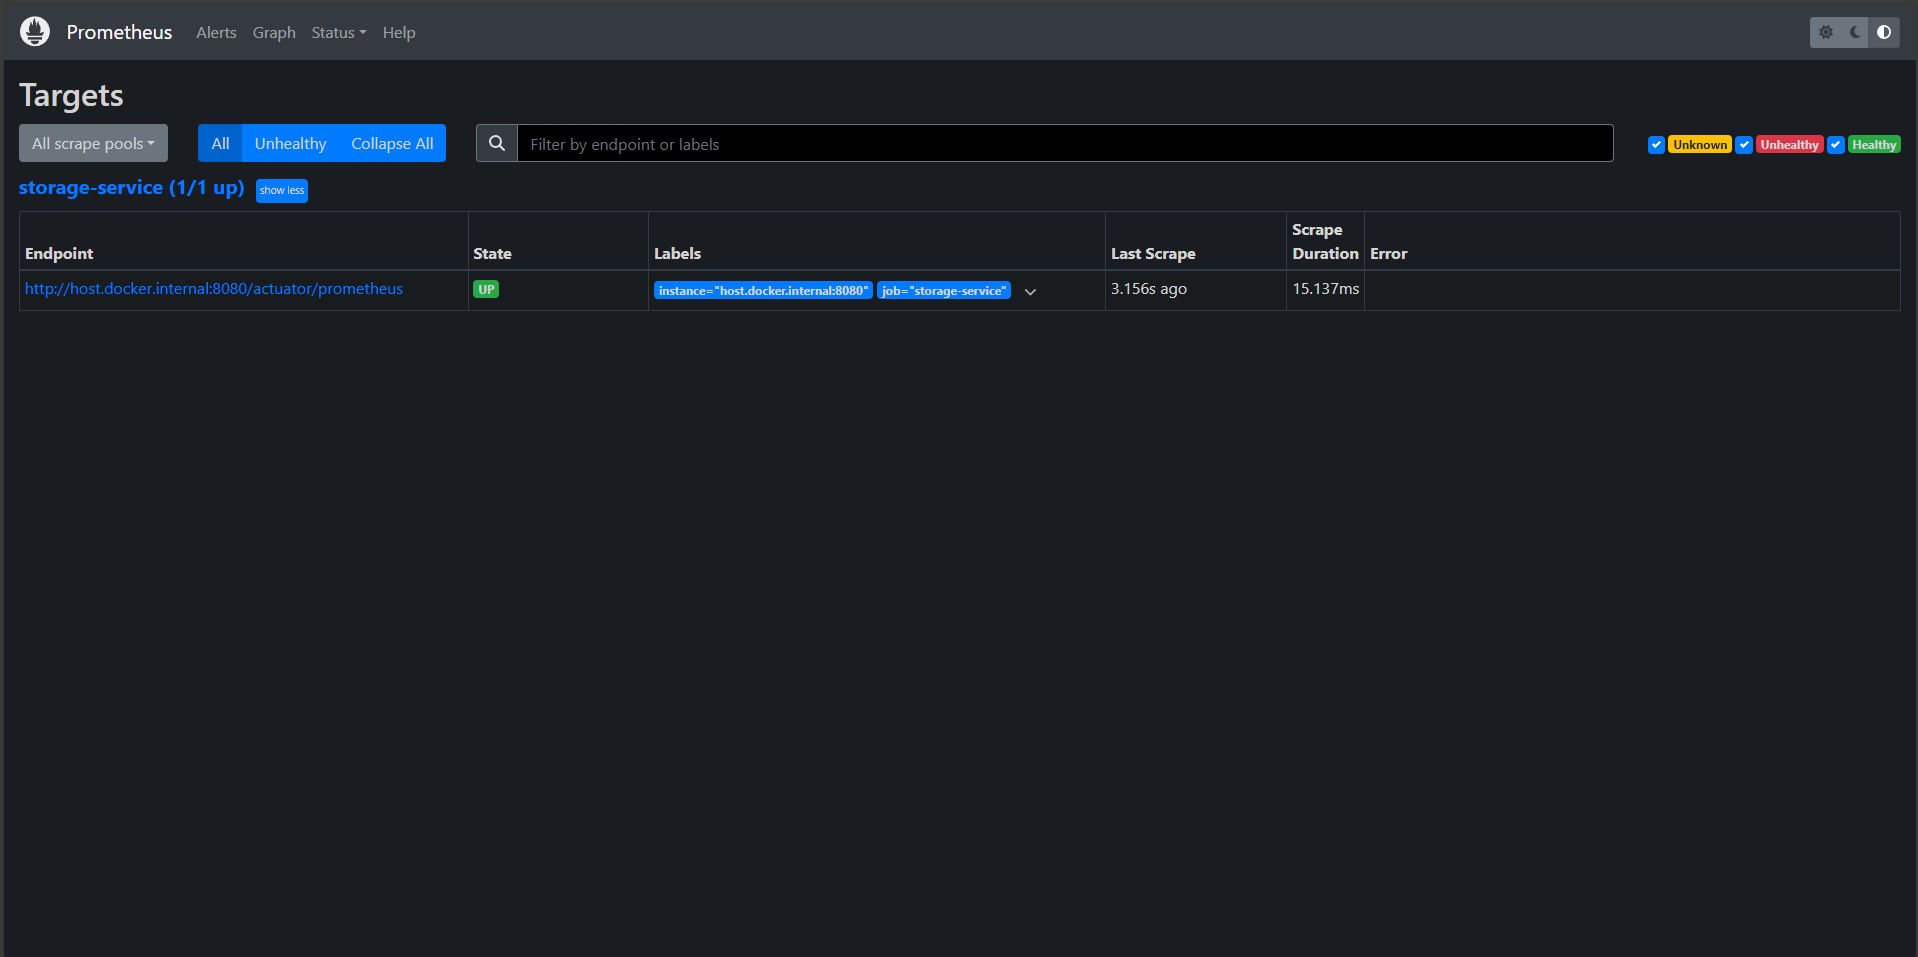 Prometheus Alerts Graph Status Help
Targets
All scrape pools All Unhealthy Collapse All Filter by endpoint or labels Unknown Unhealthy Healthy
storage-service (1/1 up) show less
Endpoint State Labels Last Scrape Scrape Duration Error
http://host.docker.internal:8080/actuator/prometheus UP instance="host.docker.internal:8080" job="storage-service" 3.156s ago 15.137ms